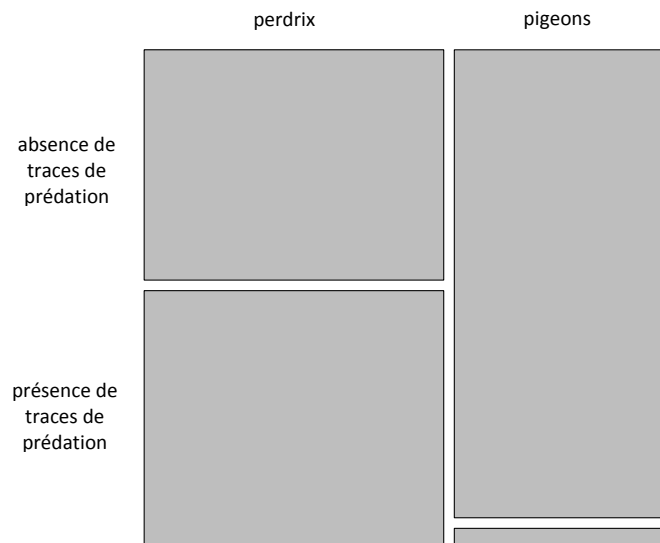 perdrix
pigeons
absence de
traces de
prédation
présence de
traces de
prédation